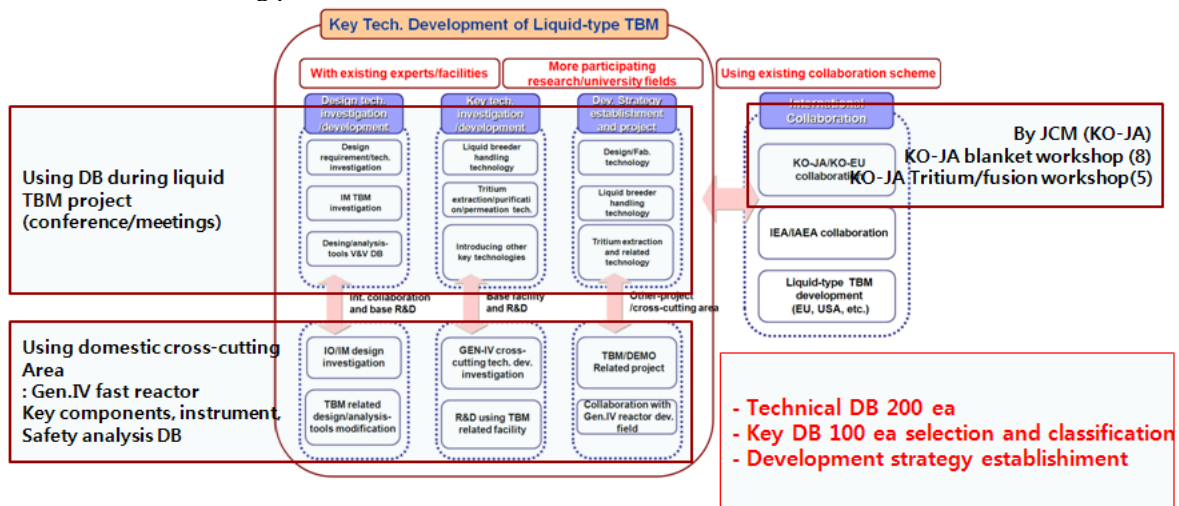 Key Tech. Development of Liquid-type TBM
With existing experts/facilities
More participating
research/university fields
Using existing collaboration scheme
Design tech.
investigation
/development
Key tech.
investigation
/development
Dev. Strategy
establishment
and project
International
Collaboration
Using DB during liquid
TBM project
(conference/meetings)
Design
requirement/tech.
investigation
IM TBM
investigation
Desing/analysis-
tools V&V DB
Liquid breeder
handling
technology
Tritium
extraction/purificati
on/permeation tech.
Introducing other
key technologies
Design/Fab.
technology
Liquid breeder
handling
technology
Tritium extraction
and related
technology
By JCM (KO-JA)
KO-JA blanket workshop (8)
KO-JA Tritium/fusion workshop(5)
KO-JA/KO-EU
collaboration
IEA/IAEA collaboration
Liquid-type TBM
development
(EU, USA, etc.)
Int. collaboration
and base R&D
Base facility
and R&D
Other-project
/cross-cutting area
Using domestic cross-cutting
Area
: Gen.IV fast reactor
Key components, instrument,
Safety analysis DB
IO/IM design
investigation
TBM related
design/analysis-
tools modification
GEN-IV cross-
cutting tech. dev.
investigation
R&D using TBM
related facility
TBM/DEMO
Related project
Collaboration with
Gen.IV reactor dev.
field
- Technical DB 200 ea
- Key DB 100 ea selection and classification
- Development strategy establishiment